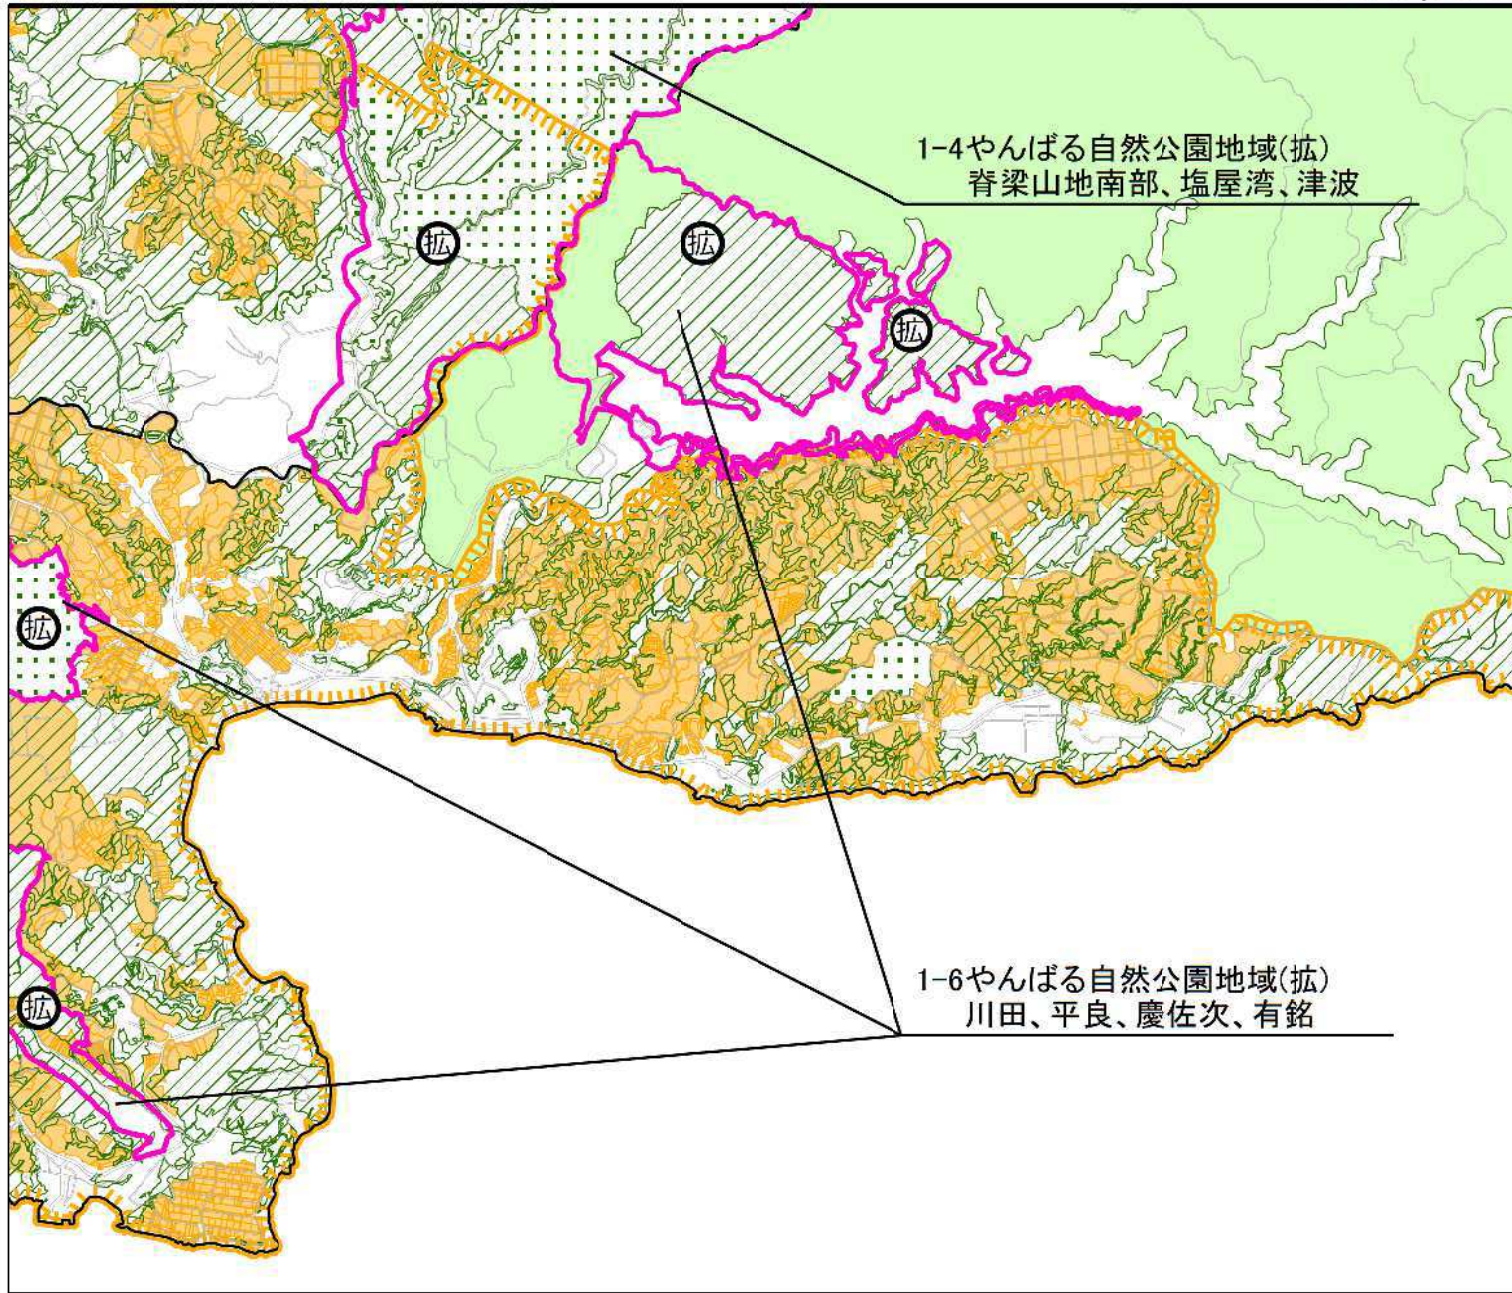 1-4やんばる自然公園地域(拡)
脊梁山地南部、塩屋湾、津波
拡
拡
拡
拡
1-6やんばる自然公園地域(拡)
川田、平良、慶佐次、有銘
拡